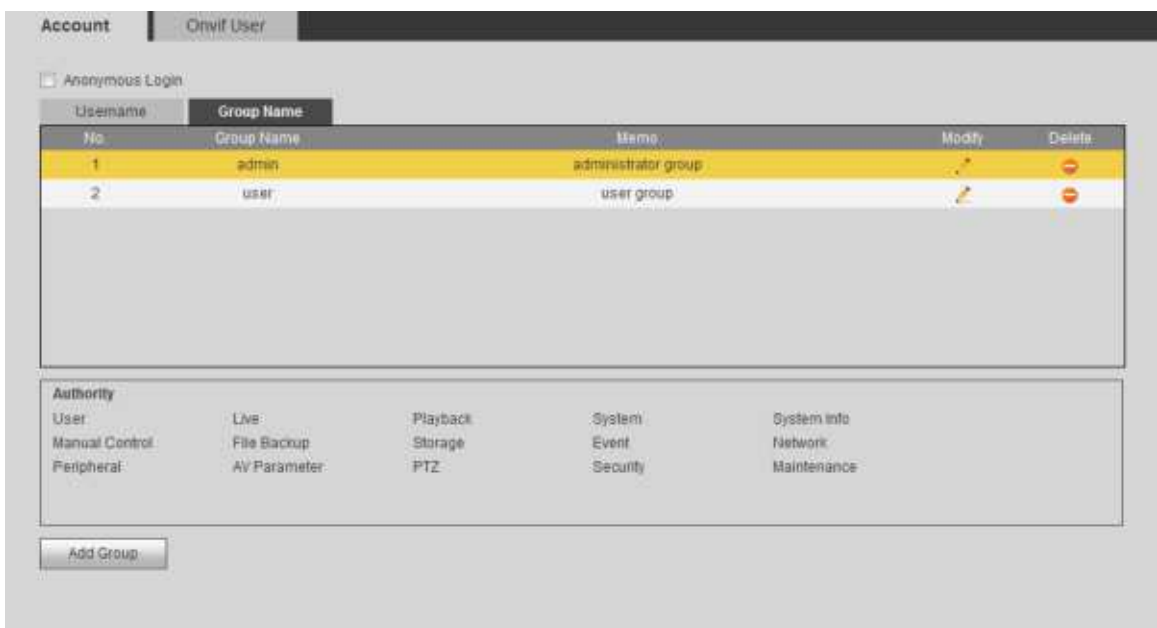 Account Onvif User
Anonymous Login
Username Group Name
No. Group Name Memo Modify Delete
1 admin administrator group
2 user user group
Authority
User Live Playback System System Info
Manual Control File Backup Storage Event Network
Peripheral AV Parameter PTZ Security Maintenance
Add Group